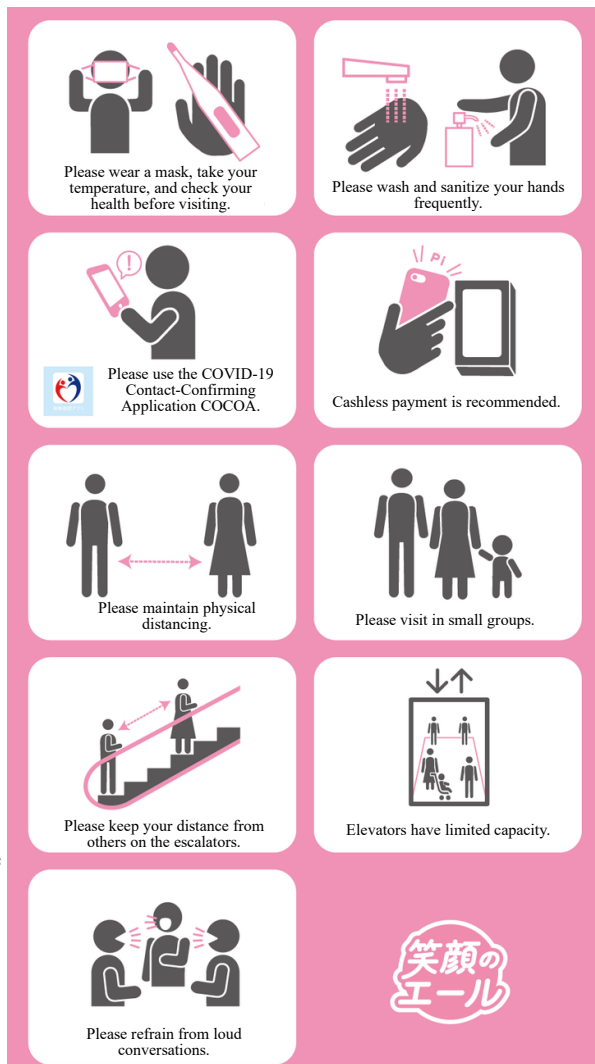 Please wear a mask, take your
temperature, and check your
health before visiting.
Please wash and sanitize your hands
frequently.
!
Please use the COVID-19
Contact-Confirming
Application COCOA.
Pi
Cashless payment is recommended.
Please maintain physical
distancing.
Please visit in small groups.
Please keep your distance from
others on the escalators.
Elevators have limited capacity.
Please refrain from loud
conversations.
笑顔の
エール